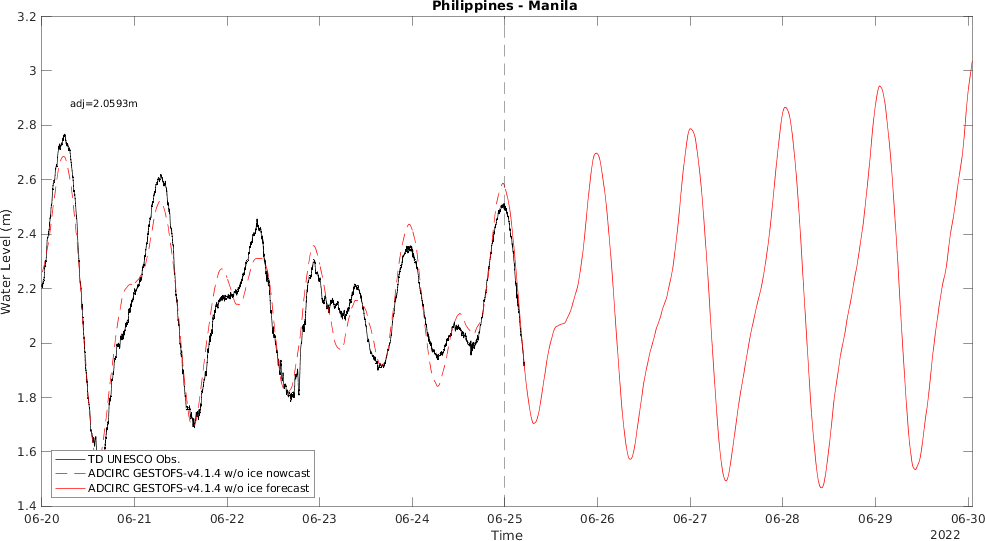 Philippines - Manila
3.2
3
2.8
2.6
2.4
2.2
2
1.8
1.6
1.4
Water Level (m)
adj=2.0593m
TD UNESCO Obs.
ADCIRC GESTOFS-v4.1.4 w/o ice nowcast
ADCIRC GESTOFS-v4.1.4 w/o ice forecast
06-20 06-21 06-22 06-23 06-24 06-25 06-26 06-27 06-28 06-29 06-30
Time
2022